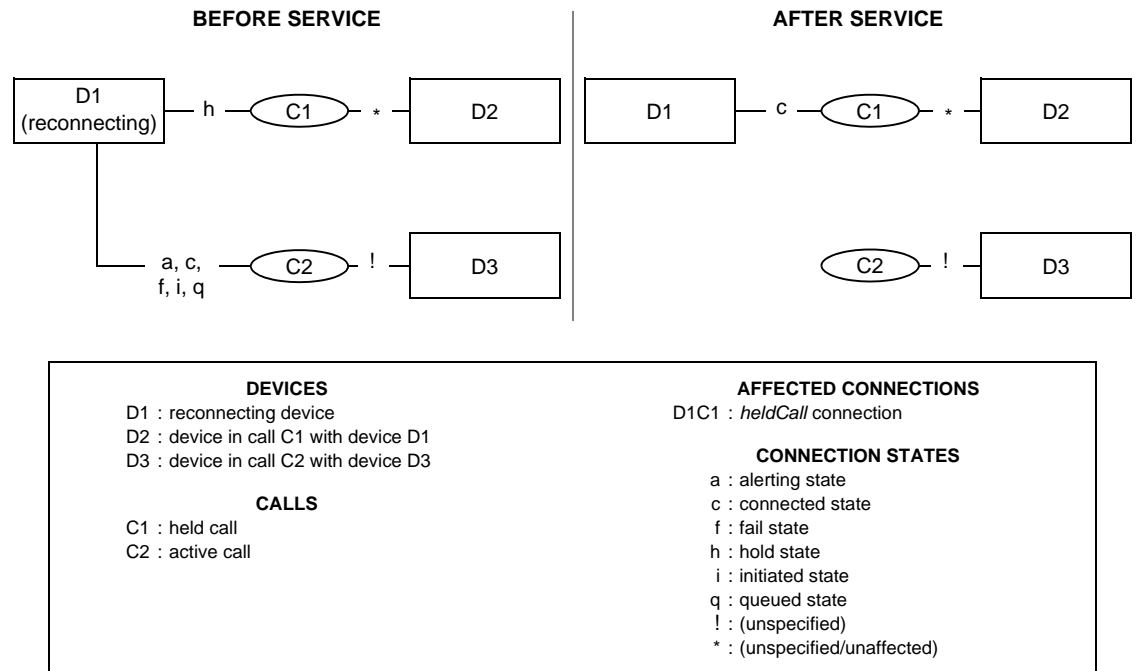 BEFORE SERVICE
AFTER SERVICE
D1
(reconnecting)
h
C1
*
D2
D1
c
C1
*
D2
a, c,
f, i, q
C2
!
D3
C2
!
D3
DEVICES
D1 : reconnecting device
D2 : device in call C1 with device D1
D3 : device in call C2 with device D3
CALLS
C1 : held call
C2 : active call
AFFECTED CONNECTIONS
D1C1 : heldCall connection
CONNECTION STATES
a : alerting state
c : connected state
f : fail state
h : hold state
i : initiated state
q : queued state
! : (unspecified)
* : (unspecified/unaffected)